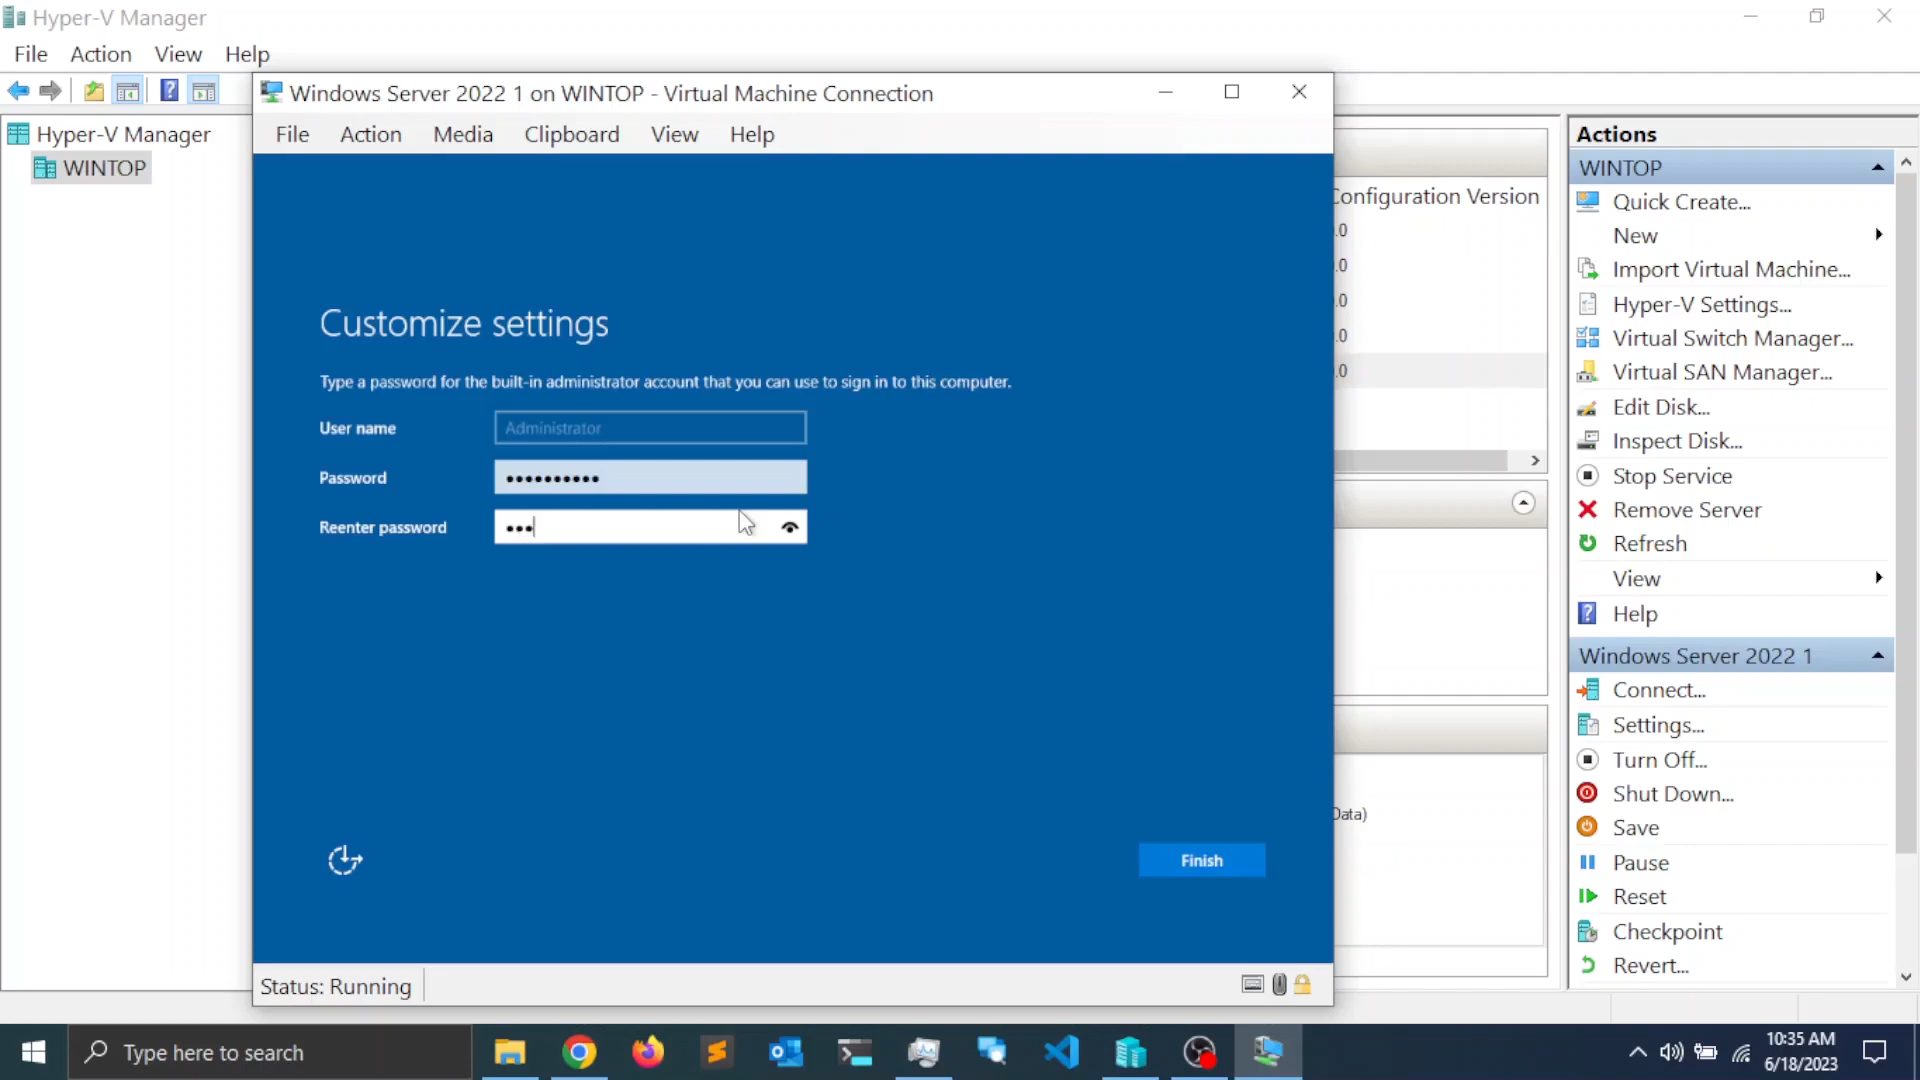 Hyper-V Manager
File Action View Help
Windows Server 2022 1 on WINTOP - Virtual Machine Connection
File Action Media Clipboard View Help
Hyper-V Manager
WINTOP
Customize settings
Type a password for the built-in administrator account that you can use to sign in to this computer.
User name
Administrator
Password
••••••••••
Reenter password
•••
Finish
Status: Running
Configuration Version
.0
.0
.0
.0
.0
Data)
Actions
WINTOP
Quick Create...
New
Import Virtual Machine...
Hyper-V Settings...
Virtual Switch Manager...
Virtual SAN Manager...
Edit Disk...
Inspect Disk...
Stop Service
Remove Server
Refresh
View
Help
Windows Server 2022 1
Connect...
Settings...
Turn Off...
Shut Down...
Save
Pause
Reset
Checkpoint
Revert...
Type here to search
10:35 AM
6/18/2023